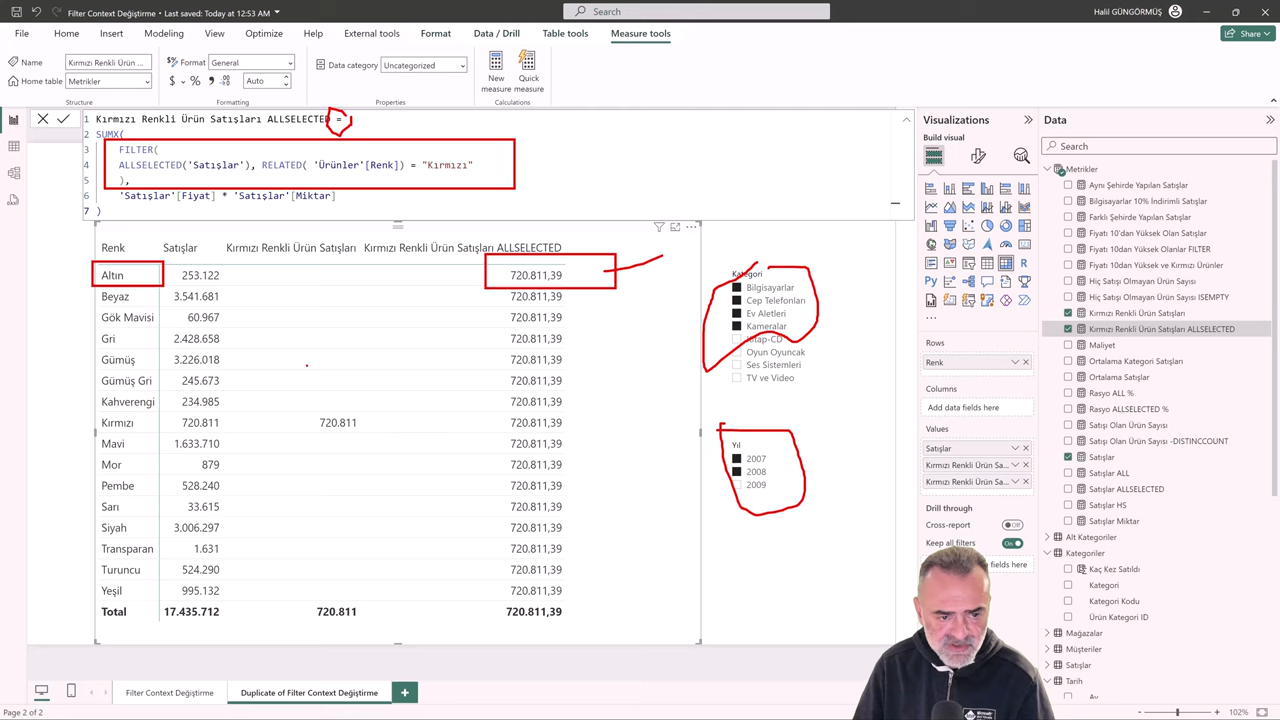 Filter Context Değiştirme • Last saved: Today at 12:53 AM
Search
Halil GÜNGÖRMÜŞ
File Home Insert Modeling View Optimize Help External tools Format Data / Drill Table tools Measure tools
Share
Name Kırmızı Renkli Ürün ...
Home table Metrikler
Structure
Format General
$ % Auto
Formatting
Data category Uncategorized
Properties
New measure
Quick measure
Calculations
1 Kırmızı Renkli Ürün Satışları ALLSELECTED =
2 SUMX(
3 FILTER(
4 ALLSELECTED('Satışlar'), RELATED( 'Ürünler'[Renk]) = "Kırmızı"
5 ),
6 'Satışlar'[Fiyat] * 'Satışlar'[Miktar]
7 )
Renk Satışlar Kırmızı Renkli Ürün Satışları Kırmızı Renkli Ürün Satışları ALLSELECTED
Altın 253.122 720.811,39
Beyaz 3.541.681 720.811,39
Gök Mavisi 60.967 720.811,39
Gri 2.428.658 720.811,39
Gümüş 3.226.018 720.811,39
Gümüş Gri 245.673 720.811,39
Kahverengi 234.985 720.811,39
Kırmızı 720.811 720.811 720.811,39
Mavi 1.633.710 720.811,39
Mor 879 720.811,39
Pembe 528.240 720.811,39
Sarı 33.615 720.811,39
Siyah 3.006.297 720.811,39
Transparan 1.631 720.811,39
Turuncu 524.290 720.811,39
Yeşil 995.132 720.811,39
Total 17.435.712 720.811 720.811,39
Kategori
Bilgisayarlar
Cep Telefonları
Ev Aletleri
Kameralar
Kitap-CD
Oyun Oyuncak
Ses Sistemleri
TV ve Video
Yıl
2007
2008
2009
Visualizations
Build visual
Rows
Renk
Columns
Add data fields here
Values
Satışlar
Kırmızı Renkli Ürün Sa...
Kırmızı Renkli Ürün Sa...
Drill through
Cross-report Off
Keep all filters
On
fields here
Data
Search
Metrikler
Aynı Şehirde Yapılan Satışlar
Bilgisayarlar 10% İndirimli Satışlar
Farklı Şehirde Yapılan Satışlar
Fiyatı 10'dan Yüksek Olan Satışlar
Fiyatı 10dan Yüksek Olanlar FILTER
Fiyatı 10dan Yüksek ve Kırmızı Ürünler
Hiç Satışı Olmayan Ürün Sayısı
Hiç Satışı Olmayan Ürün Sayısı ISEMPTY
Kırmızı Renkli Ürün Satışları
Kırmızı Renkli Ürün Satışları ALLSELECTED
Maliyet
Ortalama Kategori Satışları
Ortalama Satışlar
Rasyo ALL %
Rasyo ALLSELECTED %
Satışı Olan Ürün Sayısı
Satışı Olan Ürün Sayısı -DISTINCCOUNT
Satışlar
Satışlar ALL
Satışlar ALLSELECTED
Satışlar HS
Satışlar Miktar
Alt Kategoriler
Kategoriler
Kaç Kez Satıldı
Kategori
Kategori Kodu
Ürün Kategori ID
Mağazalar
Müşteriler
Satışlar
Tarih
Ay
Filter Context Değiştirme Duplicate of Filter Context Değiştirme
Page 2 of 2
102%